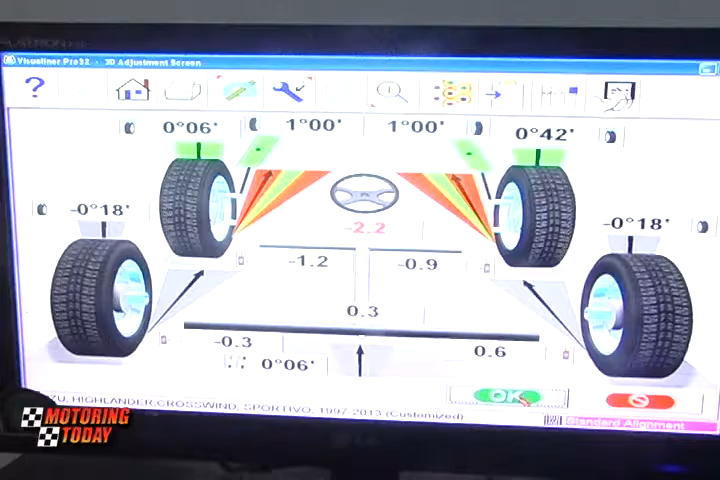 Visualiner Pro32 - 3D Adjustment Screen
?
0°06' 1°00' 1°00' 0°42'
-0°18' -0°18'
-2.2
-1.2 -0.9
0.3
-0.3 0.6
0°06'
OK
YU, HIGHLANDER,CROSSWIND, SPORTIVO, 1997-2013 (Customized)
Standard Alignment
MOTORING
TODAY